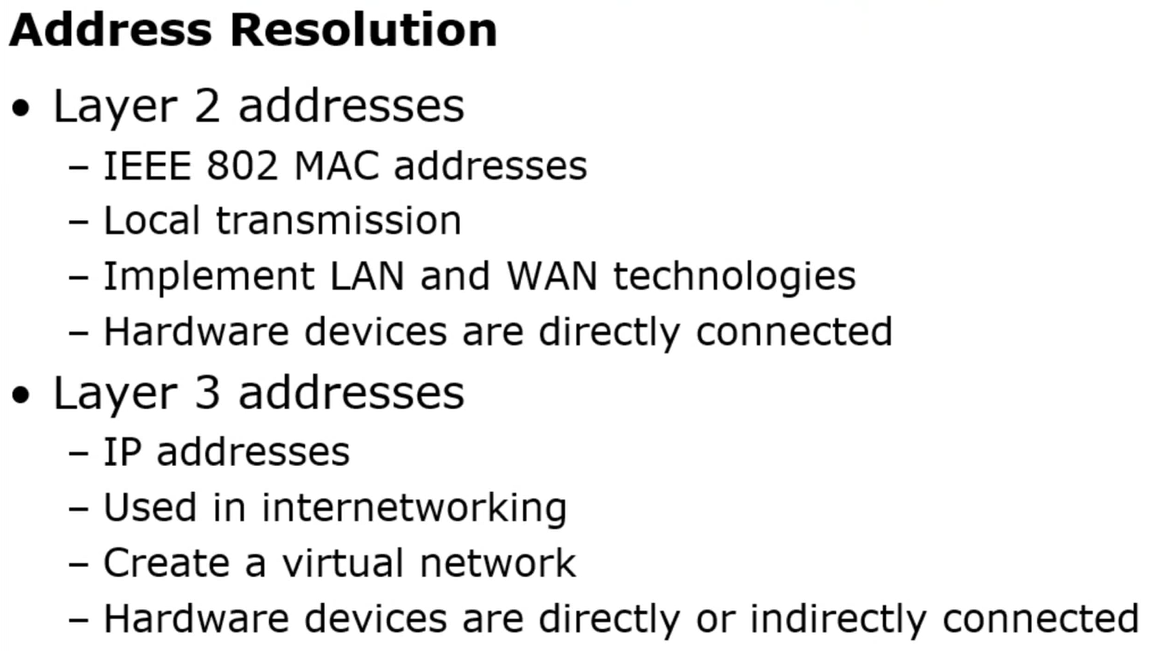 Address Resolution
• Layer 2 addresses
– IEEE 802 MAC addresses
– Local transmission
– Implement LAN and WAN technologies
– Hardware devices are directly connected
• Layer 3 addresses
– IP addresses
– Used in internetworking
– Create a virtual network
– Hardware devices are directly or indirectly connected